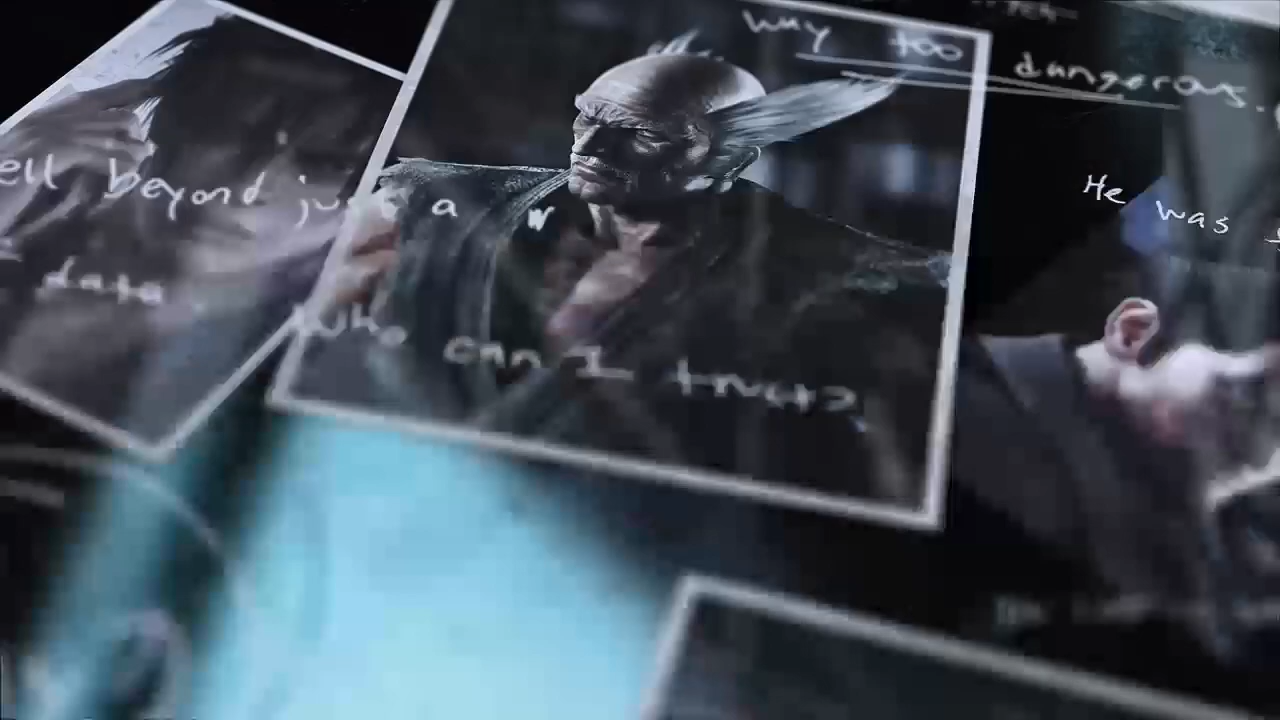 Way too dangerous.
He was
ell beyond just a w
data.
Who can I trust?